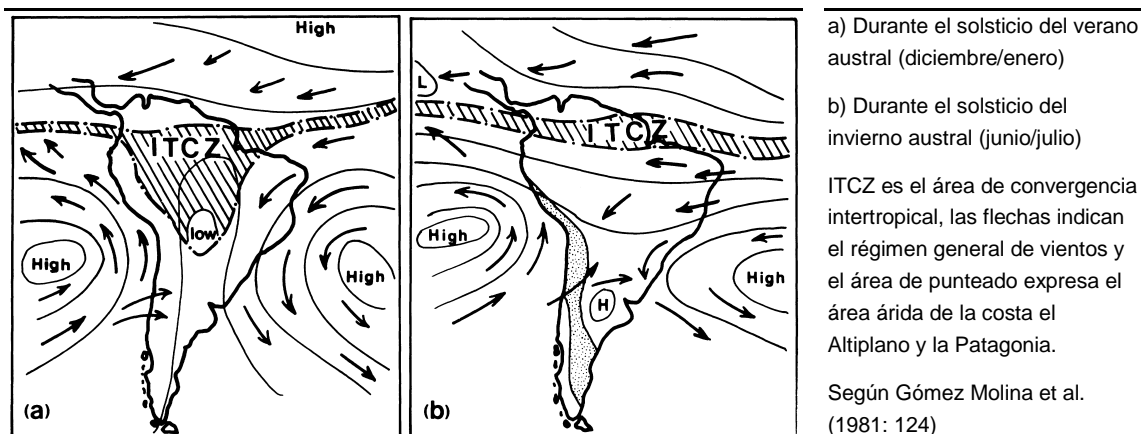 High
ITCZ
low
High
High
(a)
L
ITCZ
High
High
H
(b)
a) Durante el solsticio del verano
austral (diciembre/enero)
b) Durante el solsticio del
invierno austral (junio/julio)
ITCZ es el área de convergencia
intertropical, las flechas indican
el régimen general de vientos y
el área de punteado expresa el
área árida de la costa el
Altiplano y la Patagonia.
Según Gómez Molina et al.
(1981: 124)